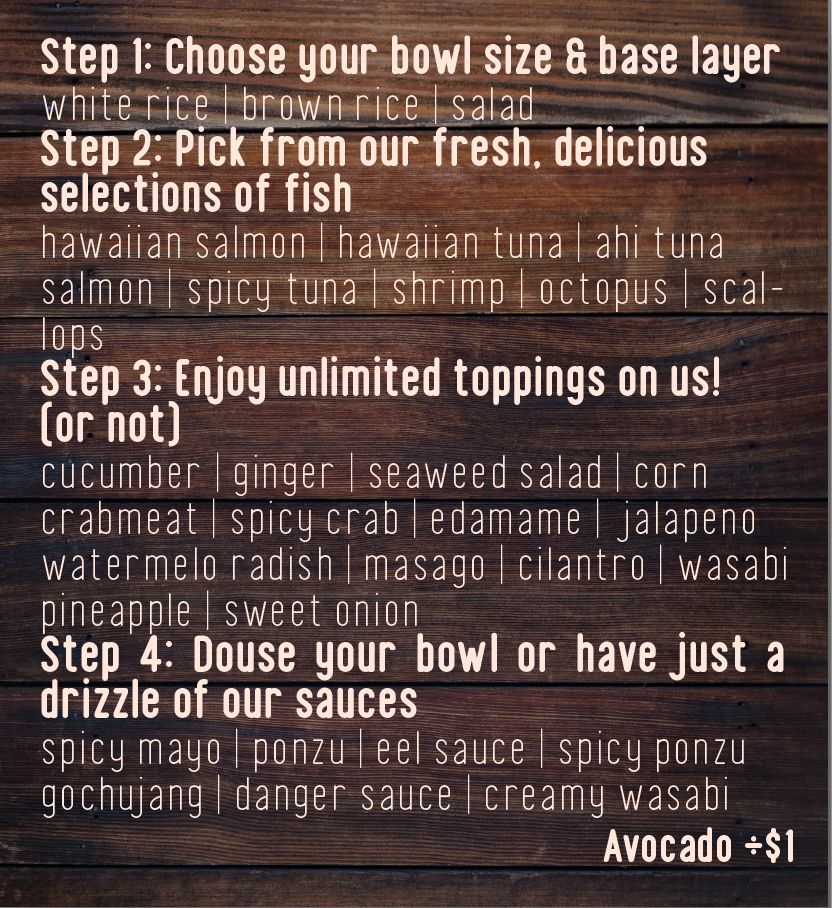 Step 1: Choose your bowl size & base layer
white rice | brown rice | salad
Step 2: Pick from our fresh, delicious
selections of fish
hawaiian salmon | hawaiian tuna | ahi tuna
salmon | spicy tuna | shrimp | octopus | scal-
lops
Step 3: Enjoy unlimited toppings on us!
(or not)
cucumber | ginger | seaweed salad | corn
crabmeat | spicy crab | edamame | jalapeno
watermelo radish | masago | cilantro | wasabi
pineapple | sweet onion
Step 4: Douse your bowl or have just a
drizzle of our sauces
spicy mayo | ponzu | eel sauce | spicy ponzu
gochujang | danger sauce | creamy wasabi
Avocado ÷$1